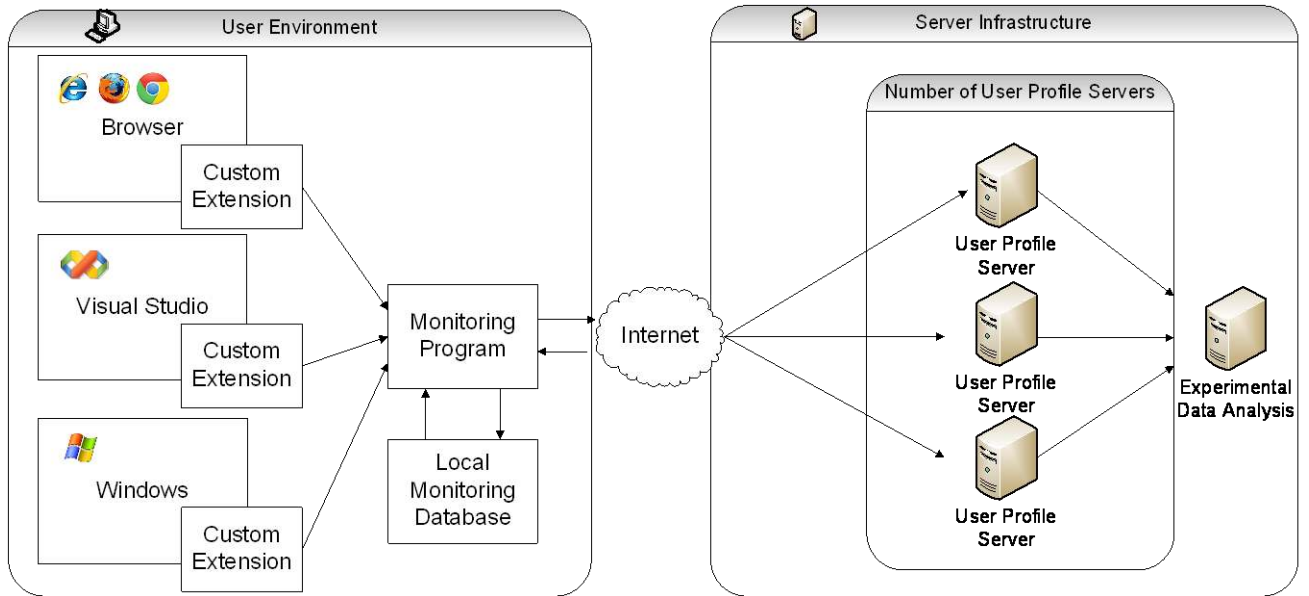 User Environment
Browser
Custom
Extension
Visual Studio
Custom
Extension
Windows
Custom
Extension
Monitoring
Program
Local
Monitoring
Database
Internet
Server Infrastructure
Number of User Profile Servers
User Profile
Server
User Profile
Server
User Profile
Server
Experimental
Data Analysis